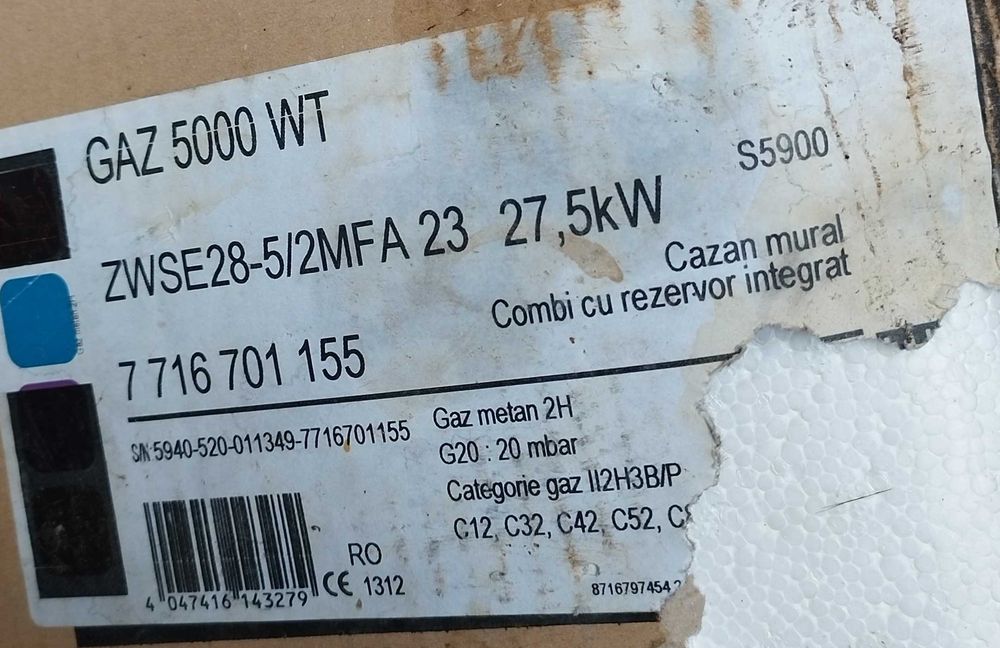 GAZ 5000 WT
S5900
ZWSE28-5/2MFA 23 27,5kW
Cazan mural
Combi cu rezervor integrat
7 716 701 155
S/N 5940-520-011349-7716701155
Gaz metan 2H
G20 : 20 mbar
Categorie gaz II2H3B/P
C12, C32, C42, C52,
RO
CE 1312
4 047416 143279